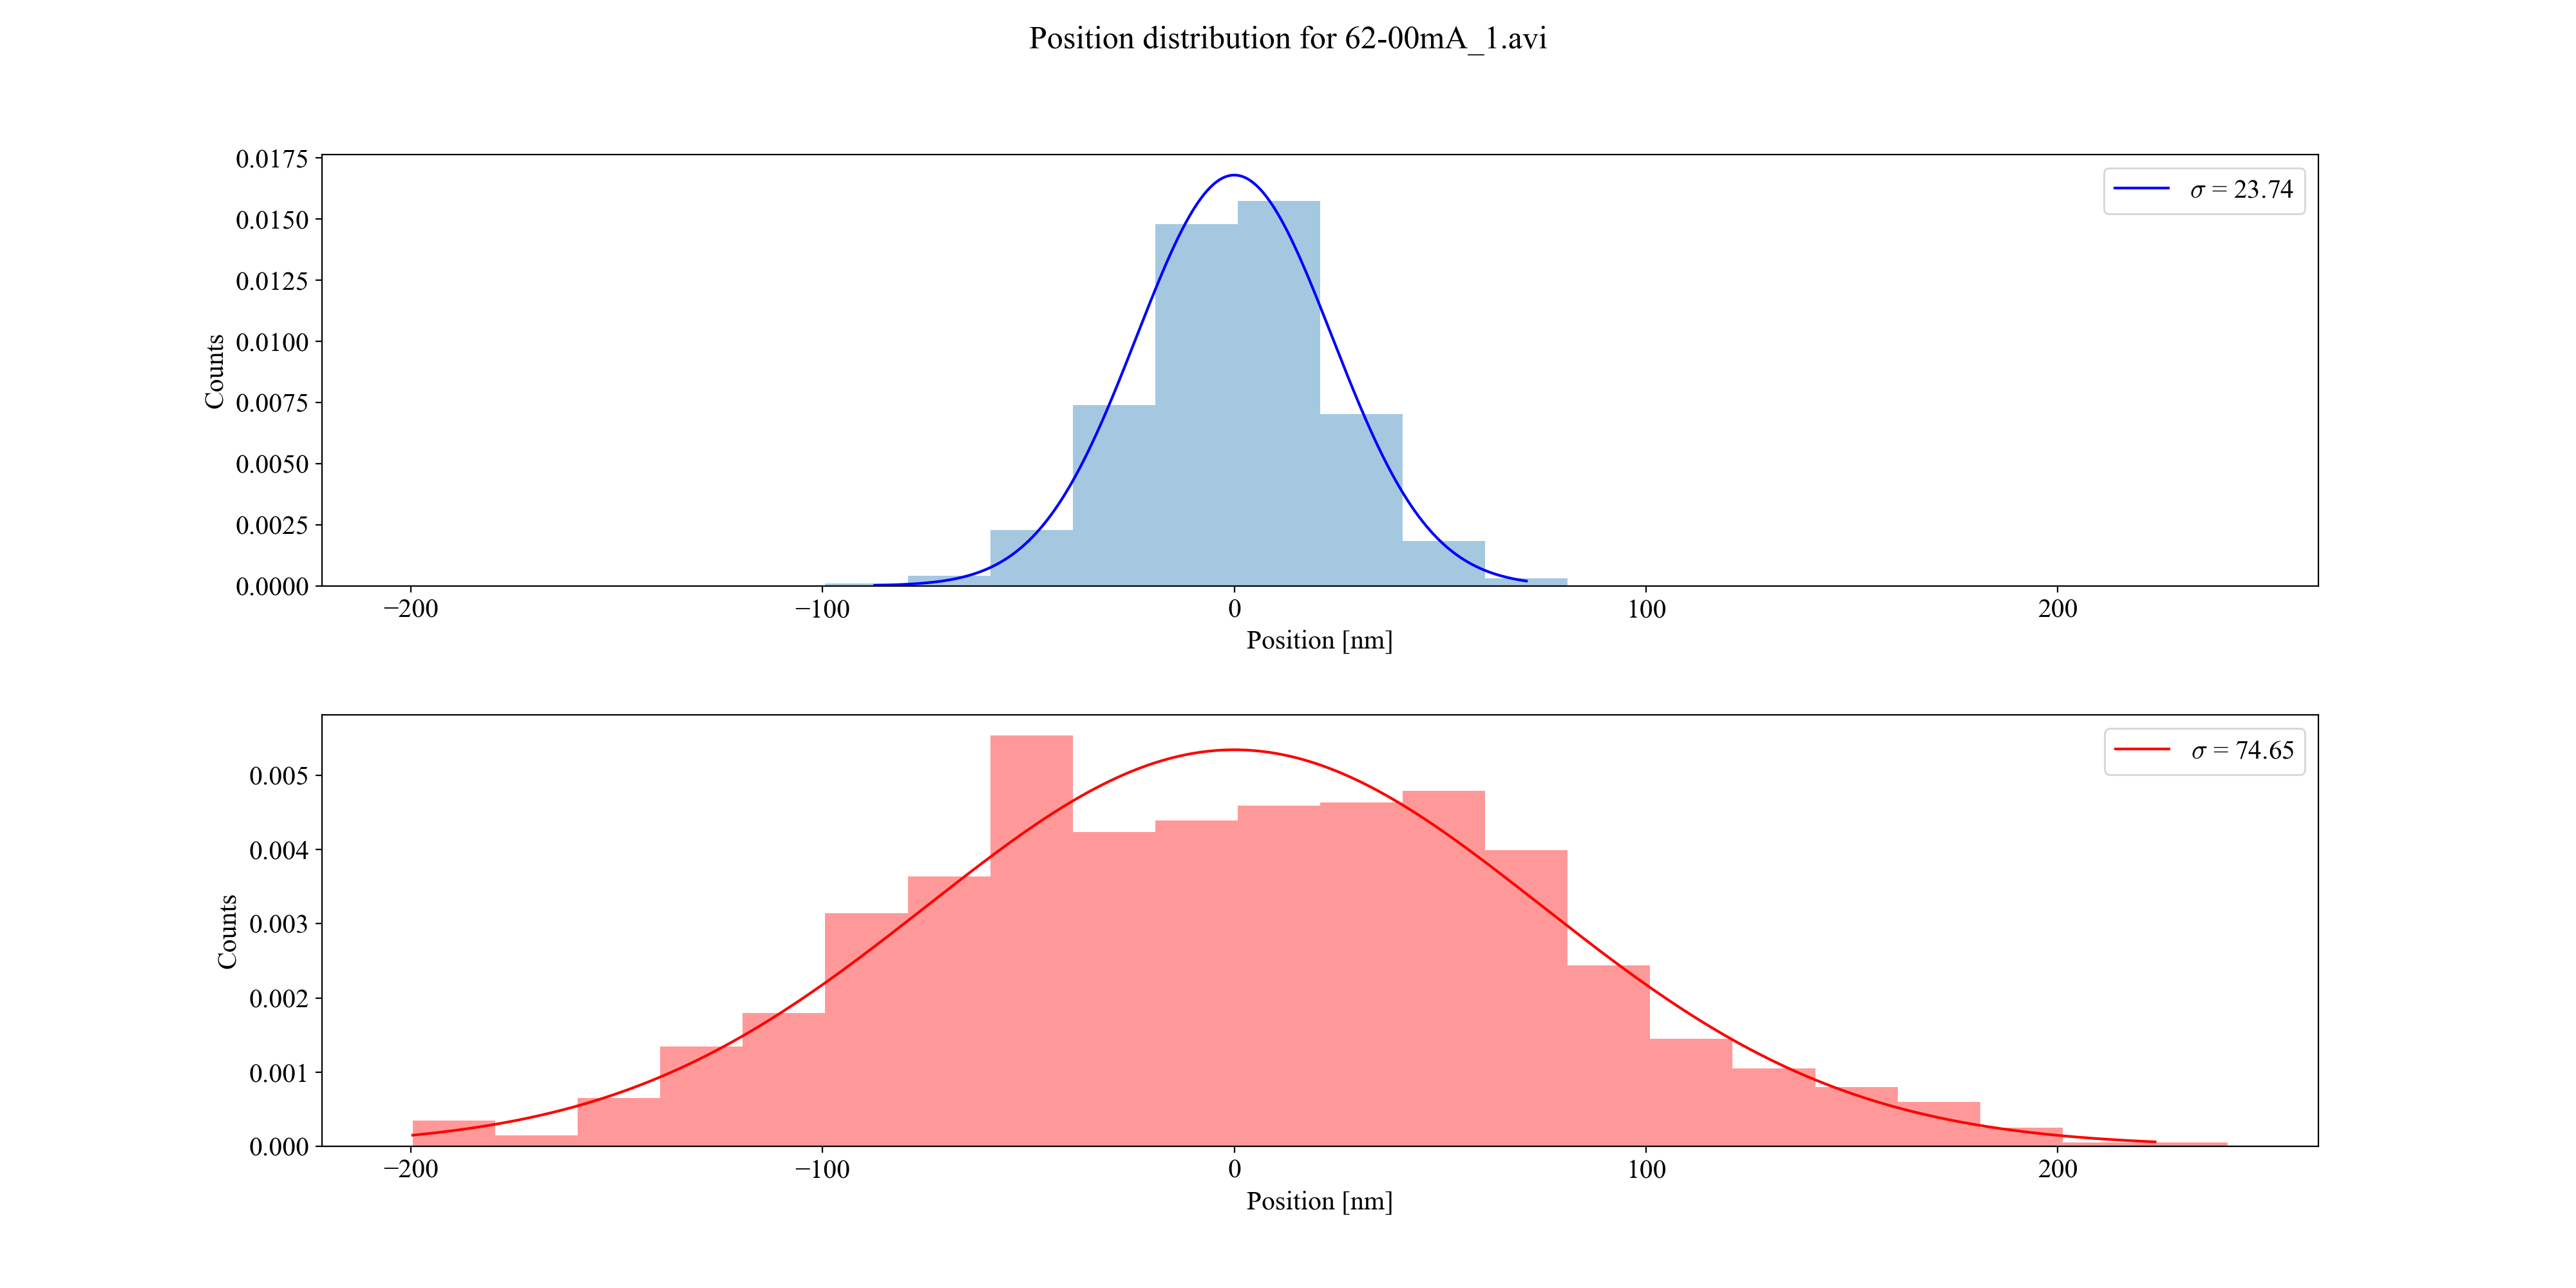 Position distribution for 62-00mA_1.avi
0.0175
0.0150
0.0125
0.0100
0.0075
0.0050
0.0025
0.0000
Counts
σ = 23.74
−200 −100 0 100 200
Position [nm]
0.005
0.004
0.003
0.002
0.001
0.000
Counts
σ = 74.65
−200 −100 0 100 200
Position [nm]